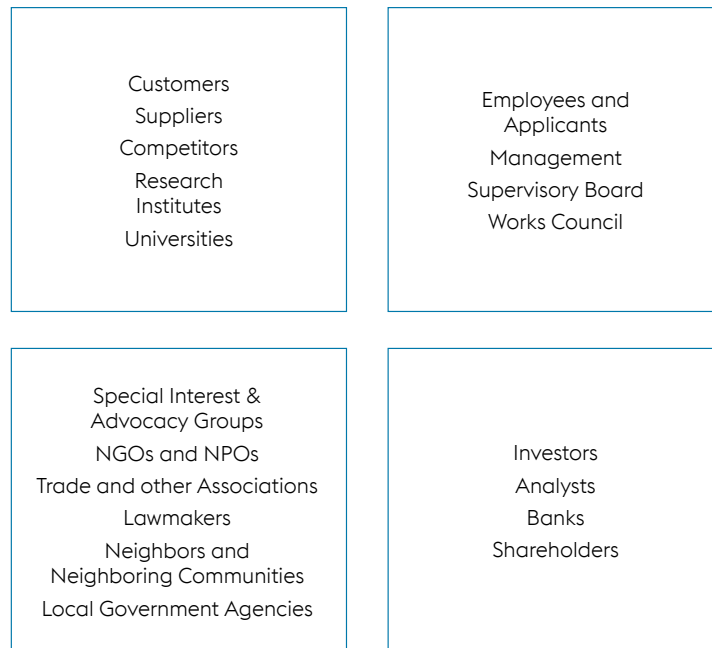 Customers
Suppliers
Competitors
Research
Institutes
Universities
Employees and
Applicants
Management
Supervisory Board
Works Council
Special Interest &
Advocacy Groups
NGOs and NPOs
Trade and other Associations
Lawmakers
Neighbors and
Neighboring Communities
Local Government Agencies
Investors
Analysts
Banks
Shareholders